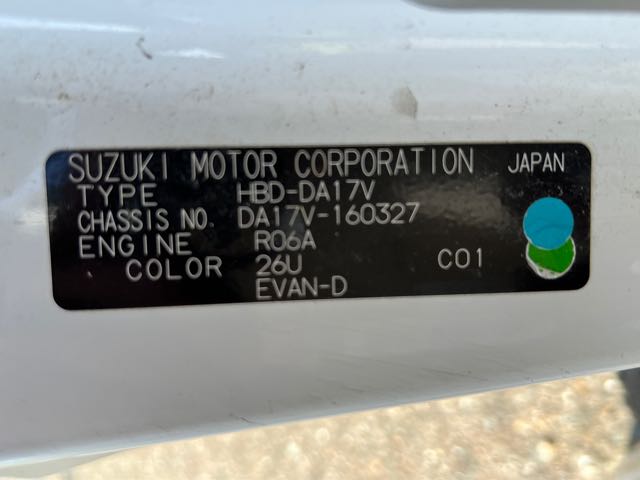 SUZUKI MOTOR CORPORATION JAPAN
TYPE HBD-DA17V
CHASSIS NO. DA17V-160327
ENGINE R06A
COLOR 26U C01
EVAN-D